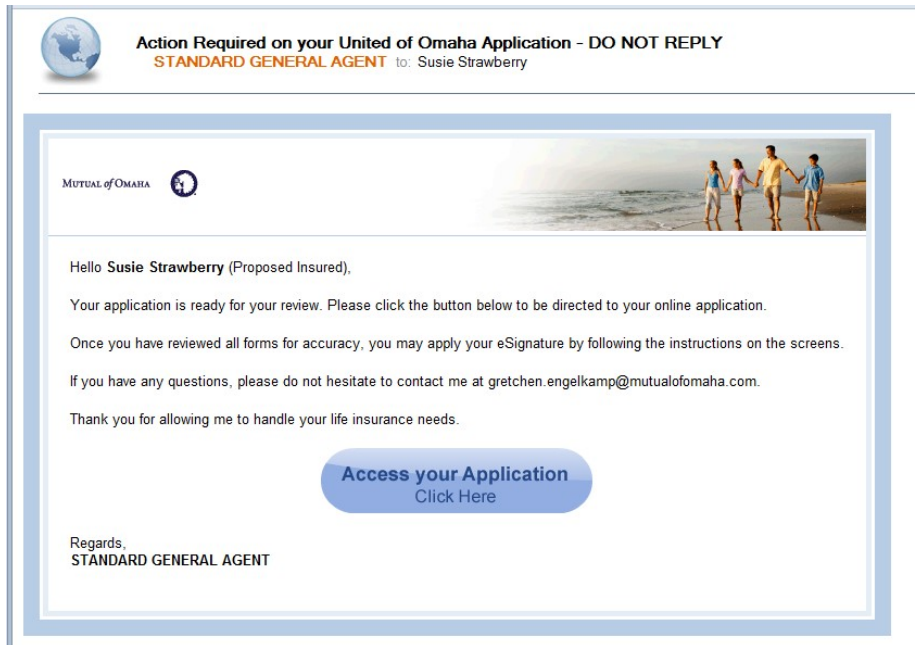 Action Required on your United of Omaha Application - DO NOT REPLY
STANDARD GENERAL AGENT to: Susie Strawberry
MUTUAL of OMAHA
Hello Susie Strawberry (Proposed Insured),
Your application is ready for your review. Please click the button below to be directed to your online application.
Once you have reviewed all forms for accuracy, you may apply your eSignature by following the instructions on the screens.
If you have any questions, please do not hesitate to contact me at gretchen.engelkamp@mutualofomaha.com.
Thank you for allowing me to handle your life insurance needs.
Access your Application
Click Here
Regards,
STANDARD GENERAL AGENT